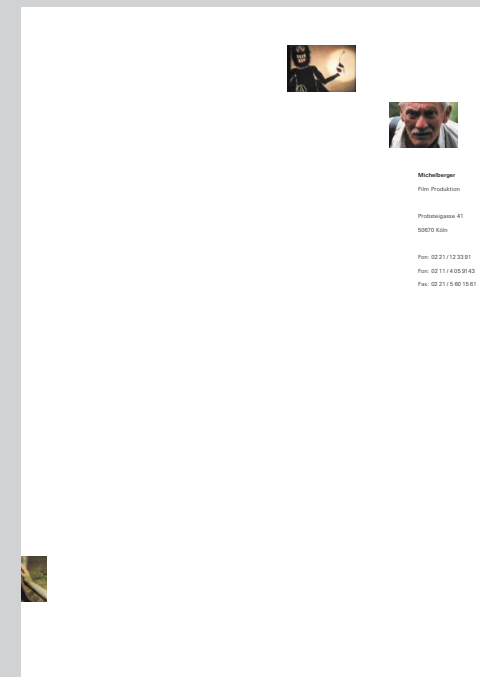 Michelberger
Film Produktion
Probsteigasse 41
50670 Köln
Fon: 02 21 / 12 33 91
Fon: 02 11 / 4 05 91 43
Fax: 02 21 / 5 60 15 61